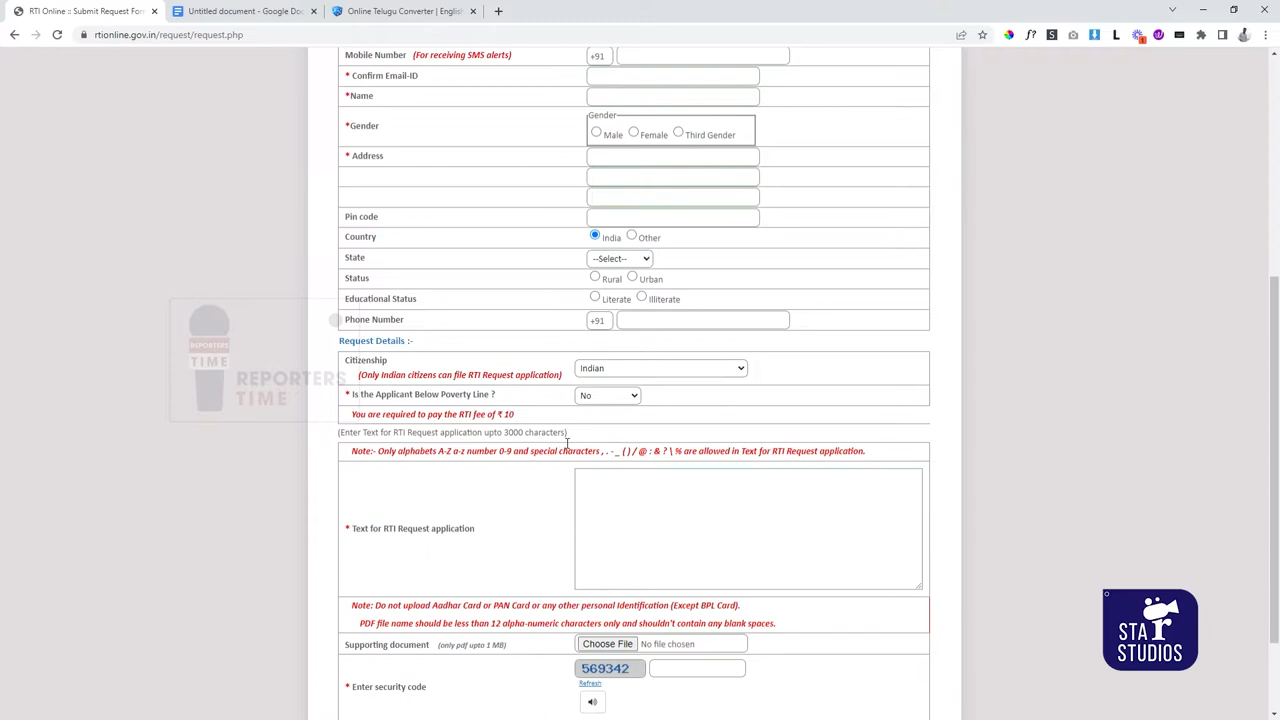 RTI Online :: Submit Request For
Untitled document - Google Doc
Online Telugu Converter | English
rtionline.gov.in/request/request.php
Mobile Number (For receiving SMS alerts) +91
* Confirm Email-ID
*Name
*Gender
Gender
Male Female Third Gender
* Address
Pin code
Country India Other
State --Select--
Status Rural Urban
Educational Status Literate Illiterate
Phone Number +91
Request Details :-
Citizenship
(Only Indian citizens can file RTI Request application)
Indian
* Is the Applicant Below Poverty Line ? No
You are required to pay the RTI fee of ₹ 10
(Enter Text for RTI Request application upto 3000 characters)
Note:- Only alphabets A-Z a-z number 0-9 and special characters , . - _ ( ) / @ : & ? \ % are allowed in Text for RTI Request application.
* Text for RTI Request application
Note: Do not upload Aadhar Card or PAN Card or any other personal Identification (Except BPL Card).
PDF file name should be less than 12 alpha-numeric characters only and shouldn't contain any blank spaces.
Supporting document (only pdf upto 1 MB) Choose File No file chosen
569342
Refresh
* Enter security code
REPORTERS
TIME
REPORTERS
TIME
STAr
STUDIOS